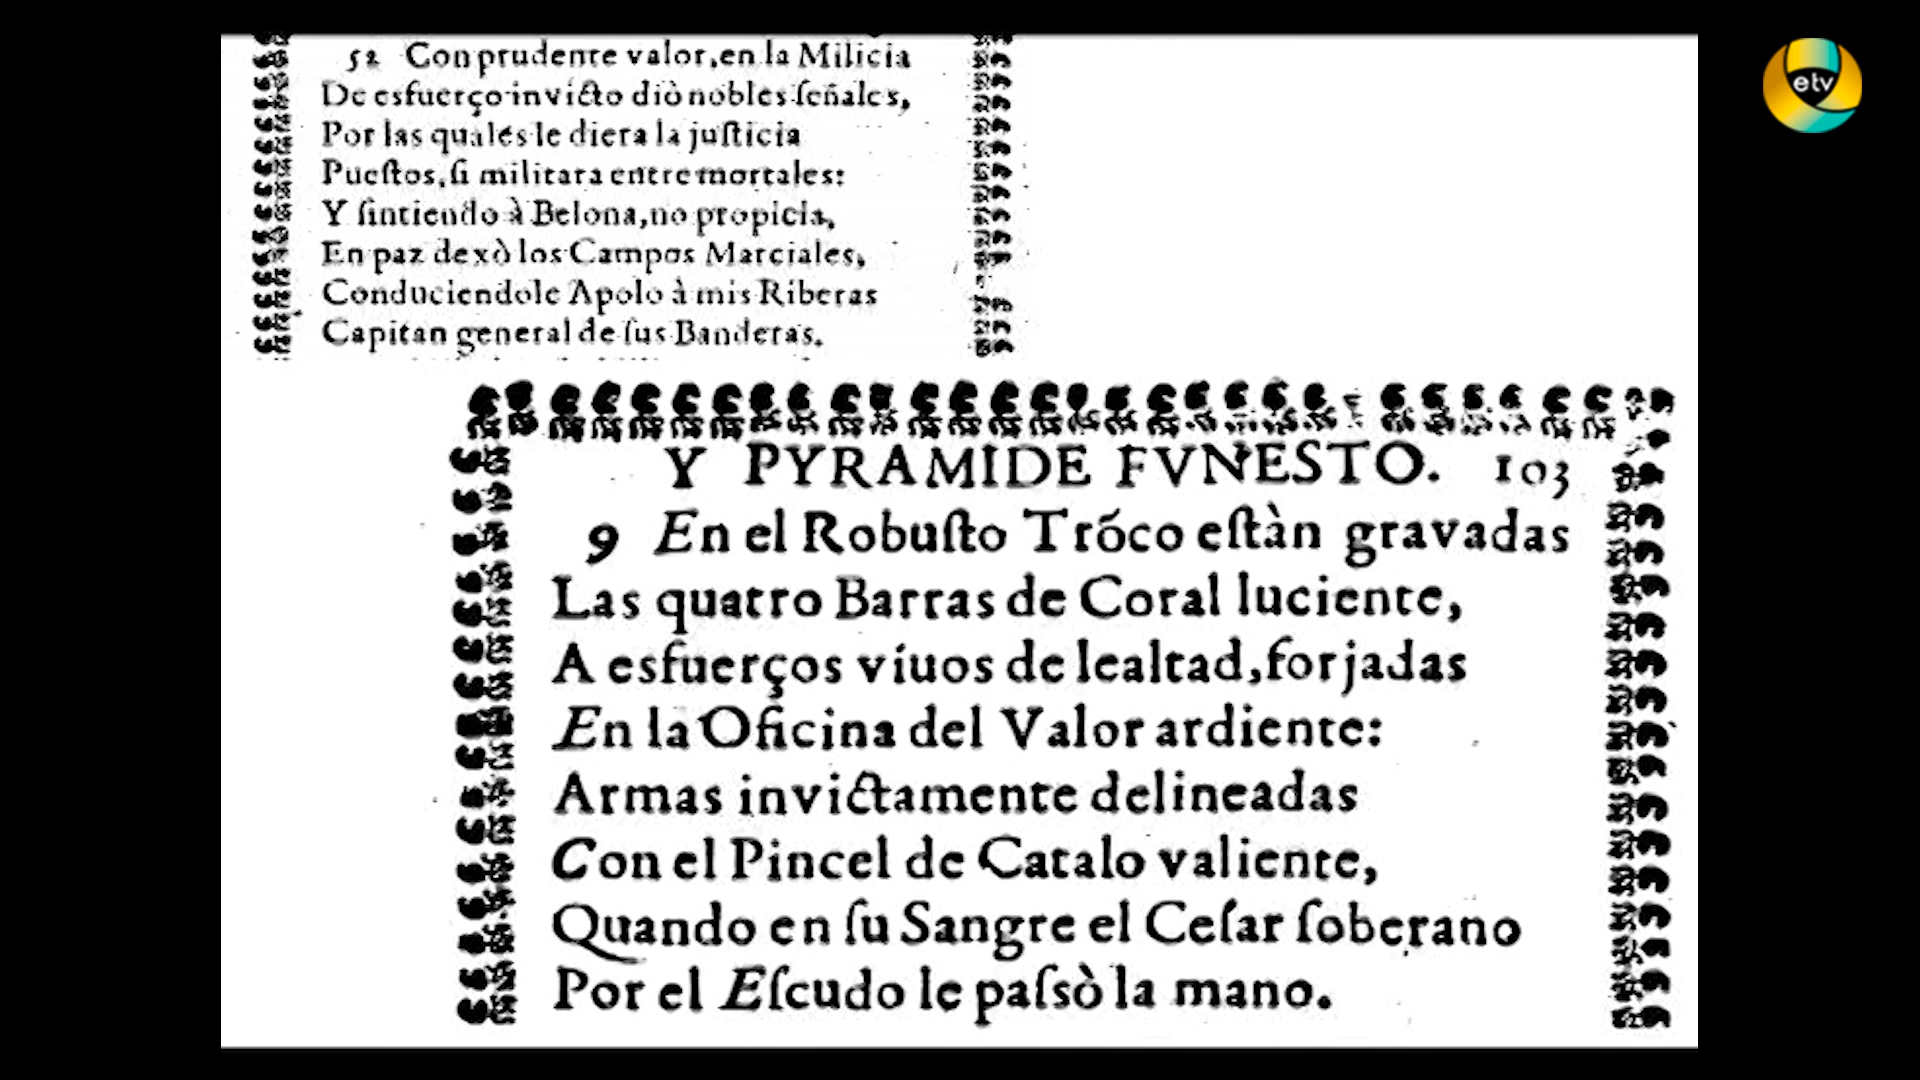 52 Con prudente valor, en la Milicia
De esfuerço invicto diò nobles ſeñales,
Por las quales le diera la juſticia
Pueſtos, ſi militara entre mortales:
Y ſintiendo à Belona, no propicia,
En paz dexò los Campos Marciales,
Conduciendole Apolo à mis Riberas
Capitan general de ſus Banderas.
etv
Y PYRAMIDE FVNESTO. 103
9 En el Robuſto Tróco eſtàn gravadas
Las quatro Barras de Coral luciente,
A esfuerços víuos de lealtad, forjadas
En la Oficina del Valor ardiente:
Armas invictamente delineadas
Con el Pincel de Catalo valiente,
Quando en ſu Sangre el Ceſar ſoberano
Por el Eſcudo le paſsò la mano.